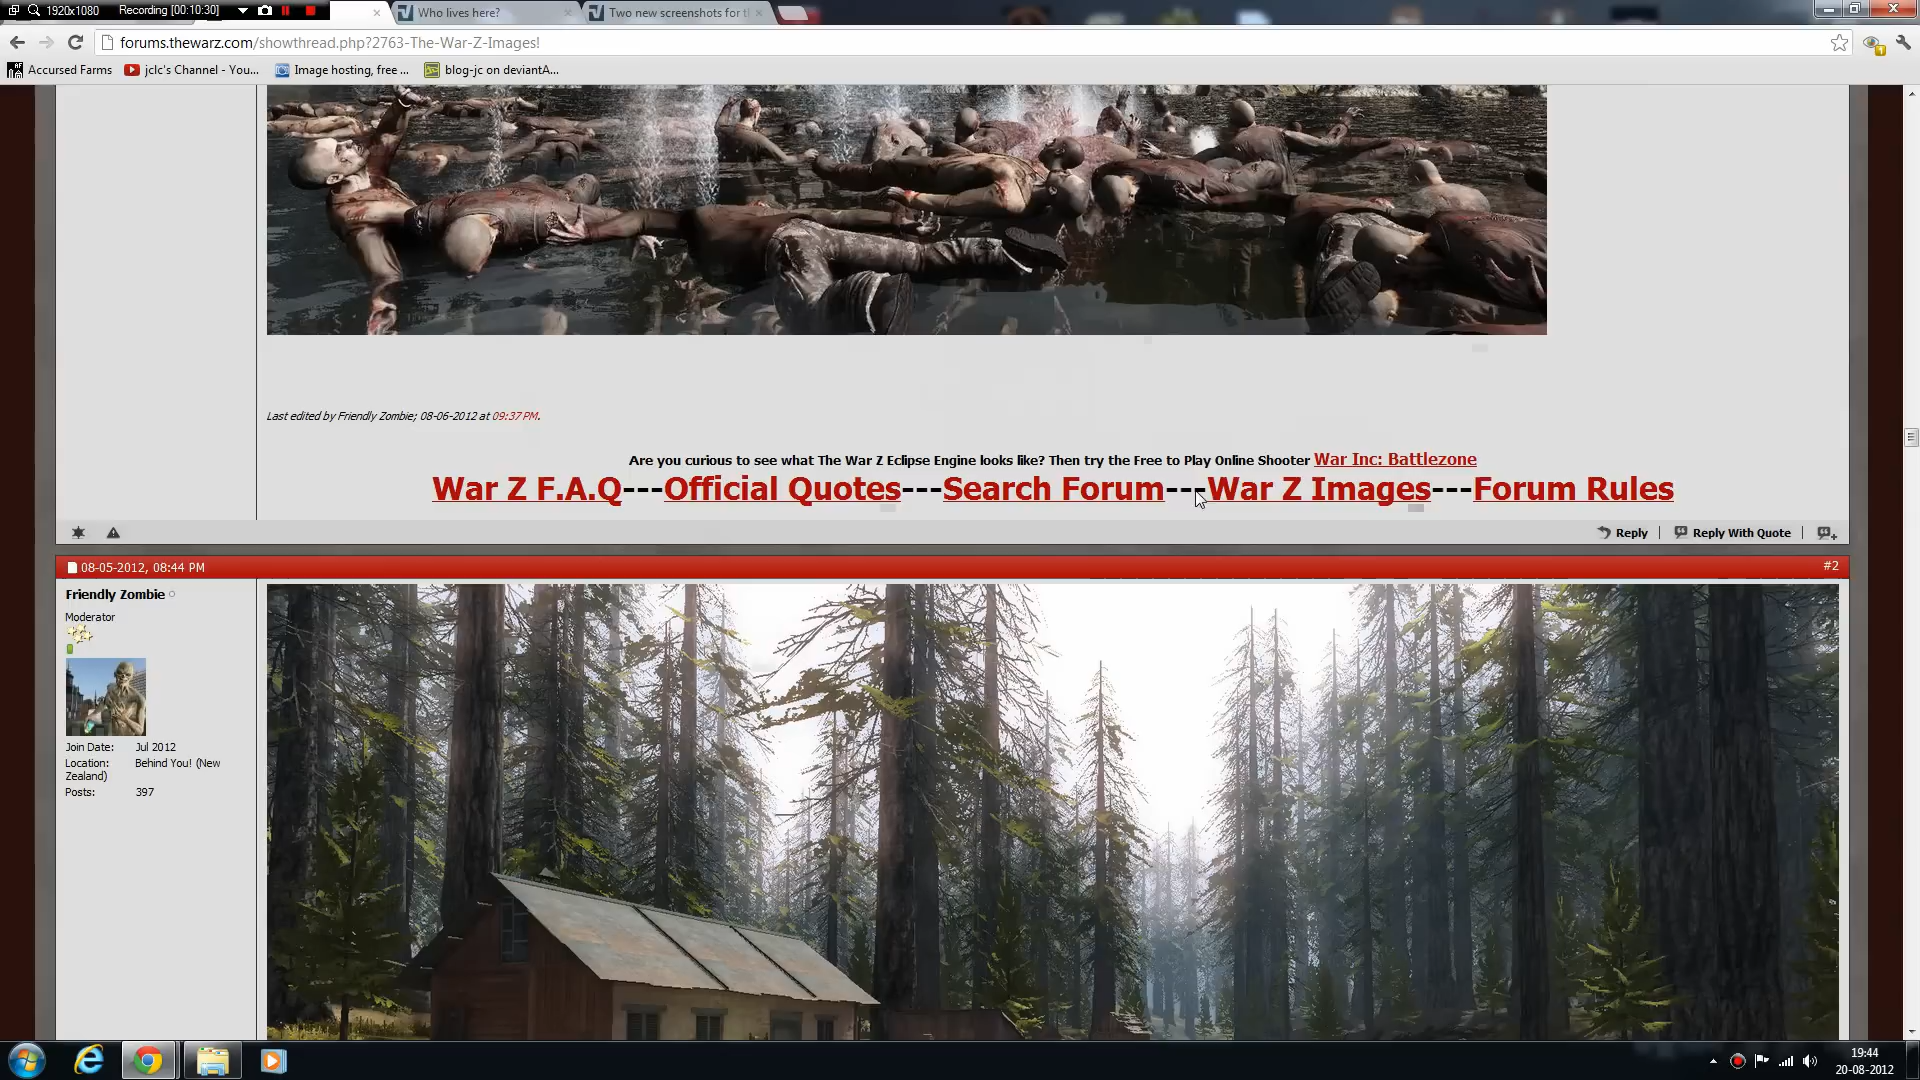 1920x1080 Recording [00:10:30]
Who lives here?
Two new screenshots for t
forums.thewarz.com/showthread.php?2763-The-War-Z-Images!
Accursed Farms jclc's Channel - You... Image hosting, free ... blog-jc on deviantA...
Last edited by Friendly Zombie; 08-06-2012 at 09:37 PM.
Are you curious to see what The War Z Eclipse Engine looks like? Then try the Free to Play Online Shooter War Inc: Battlezone
War Z F.A.Q---Official Quotes---Search Forum---War Z Images---Forum Rules
Reply Reply With Quote
08-05-2012, 08:44 PM #2
Friendly Zombie
Moderator
Join Date: Jul 2012
Location: Behind You! (New
Zealand)
Posts: 397
19:44
20-08-2012